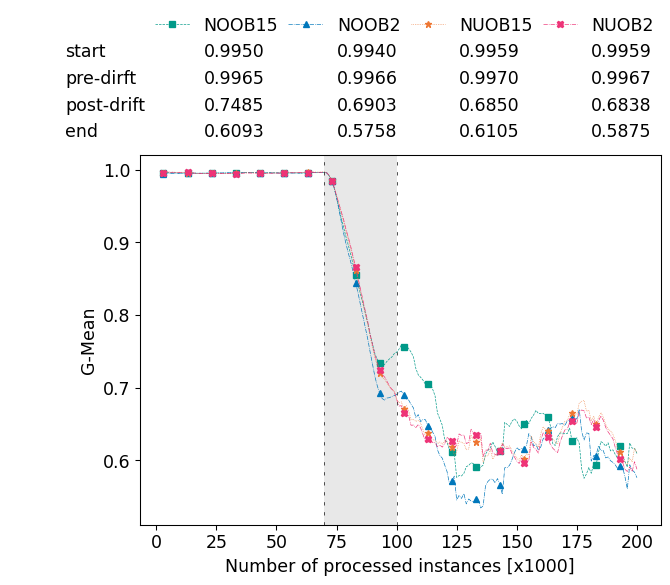 NOOB15 NOOB2 NUOB15 NUOB2
start 0.9950 0.9940 0.9959 0.9959
pre-dirft 0.9965 0.9966 0.9970 0.9967
post-drift 0.7485 0.6903 0.6850 0.6838
end 0.6093 0.5758 0.6105 0.5875
1.0
0.9
0.8
0.7
0.6
G-Mean
0 25 50 75 100 125 150 175 200
Number of processed instances [x1000]